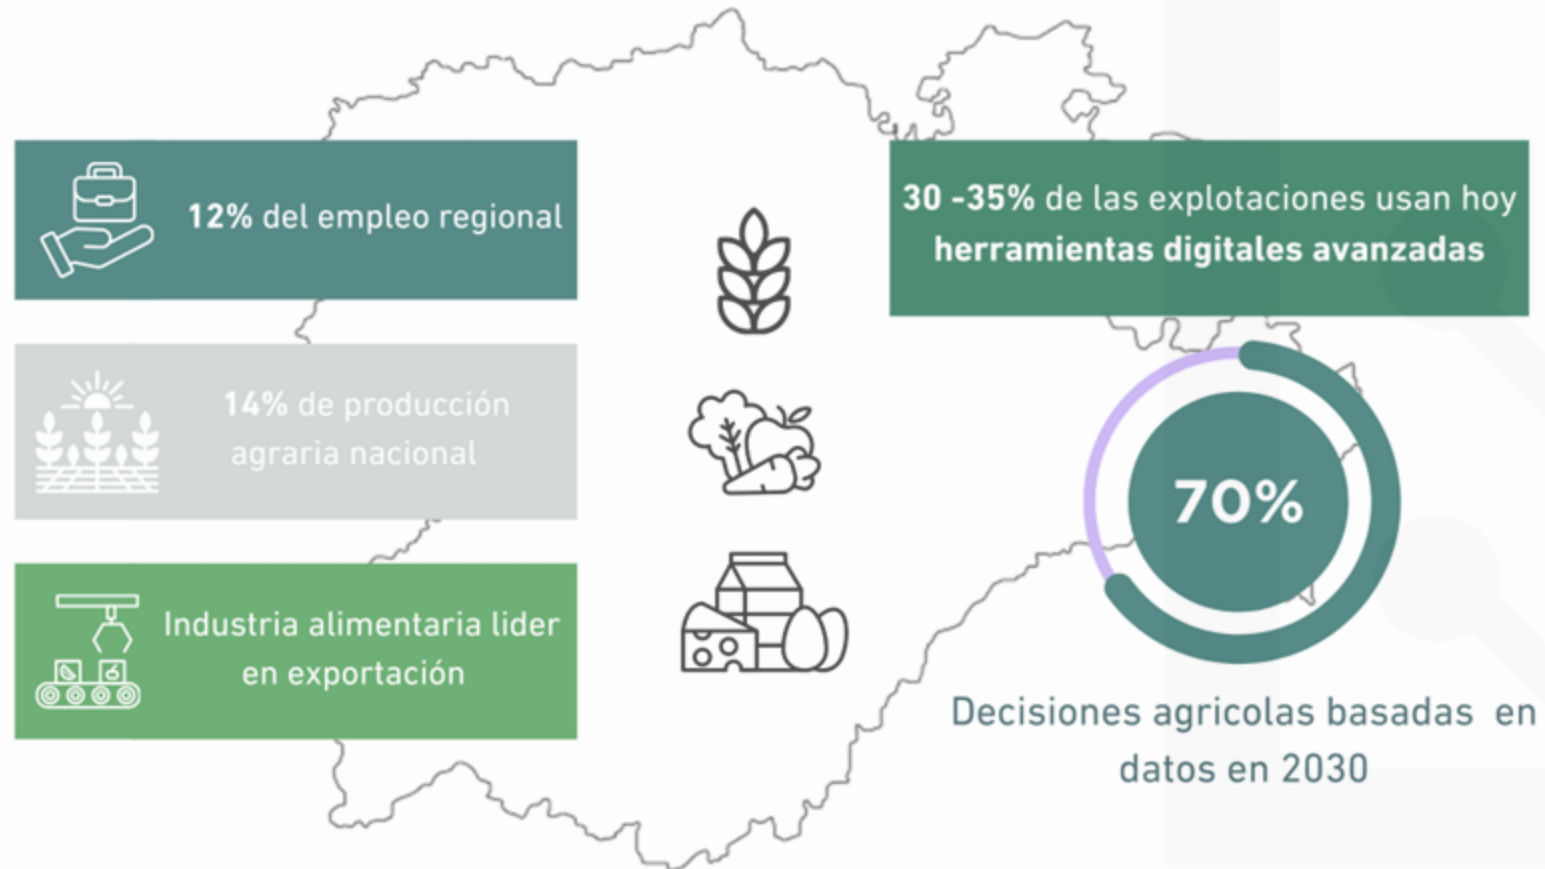 12% del empleo regional
14% de producción
agraria nacional
Industria alimentaria lider
en exportación
30 -35% de las explotaciones usan hoy
herramientas digitales avanzadas
70%
Decisiones agricolas basadas en
datos en 2030